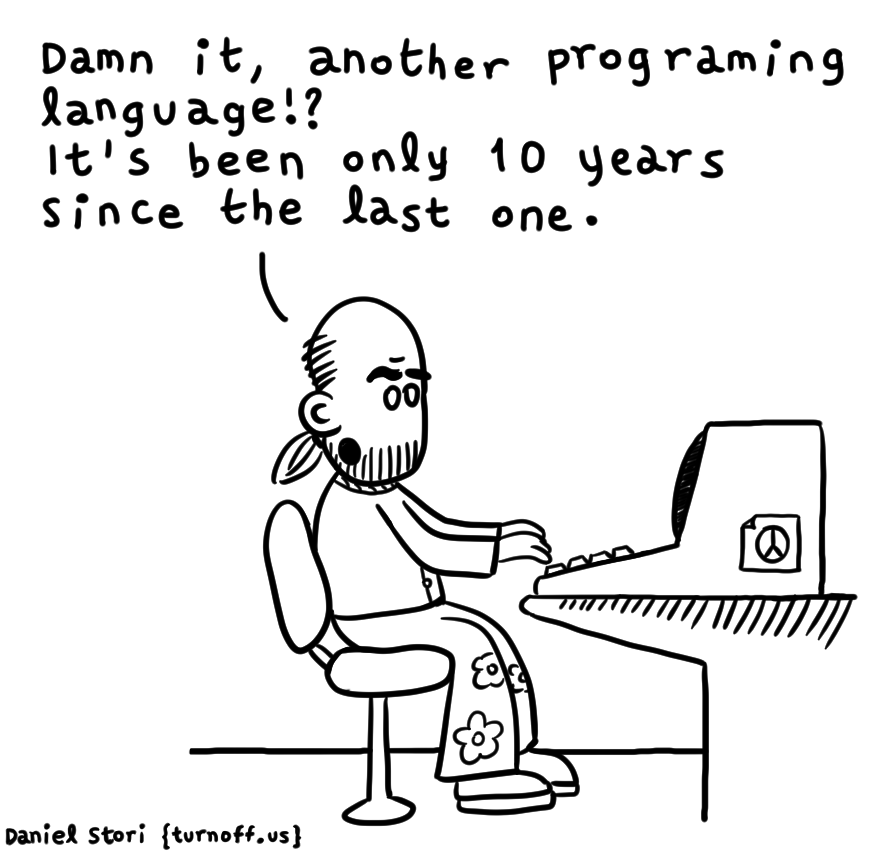 Damn it, another programing
language!?
It's been only 10 years
since the last one.
Daniel Stori {turnoff.us}